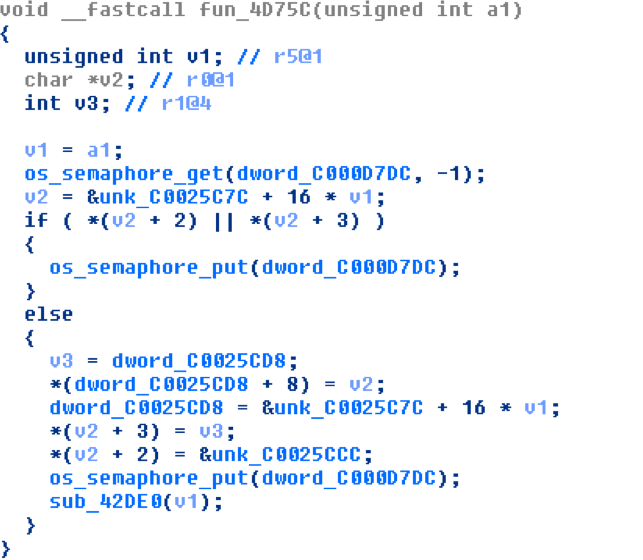 void __fastcall fun_4D75C(unsigned int a1)
{
unsigned int v1; // r5@1
char *v2; // r0@1
int v3; // r1@4
v1 = a1;
os_semaphore_get(dword_C000D7DC, -1);
v2 = &unk_C0025C7C + 16 * v1;
if ( *(v2 + 2) || *(v2 + 3) )
{
os_semaphore_put(dword_C000D7DC);
}
else
{
v3 = dword_C0025CD8;
*(dword_C0025CD8 + 8) = v2;
dword_C0025CD8 = &unk_C0025C7C + 16 * v1;
*(v2 + 3) = v3;
*(v2 + 2) = &unk_C0025CCC;
os_semaphore_put(dword_C000D7DC);
sub_42DE0(v1);
}
}